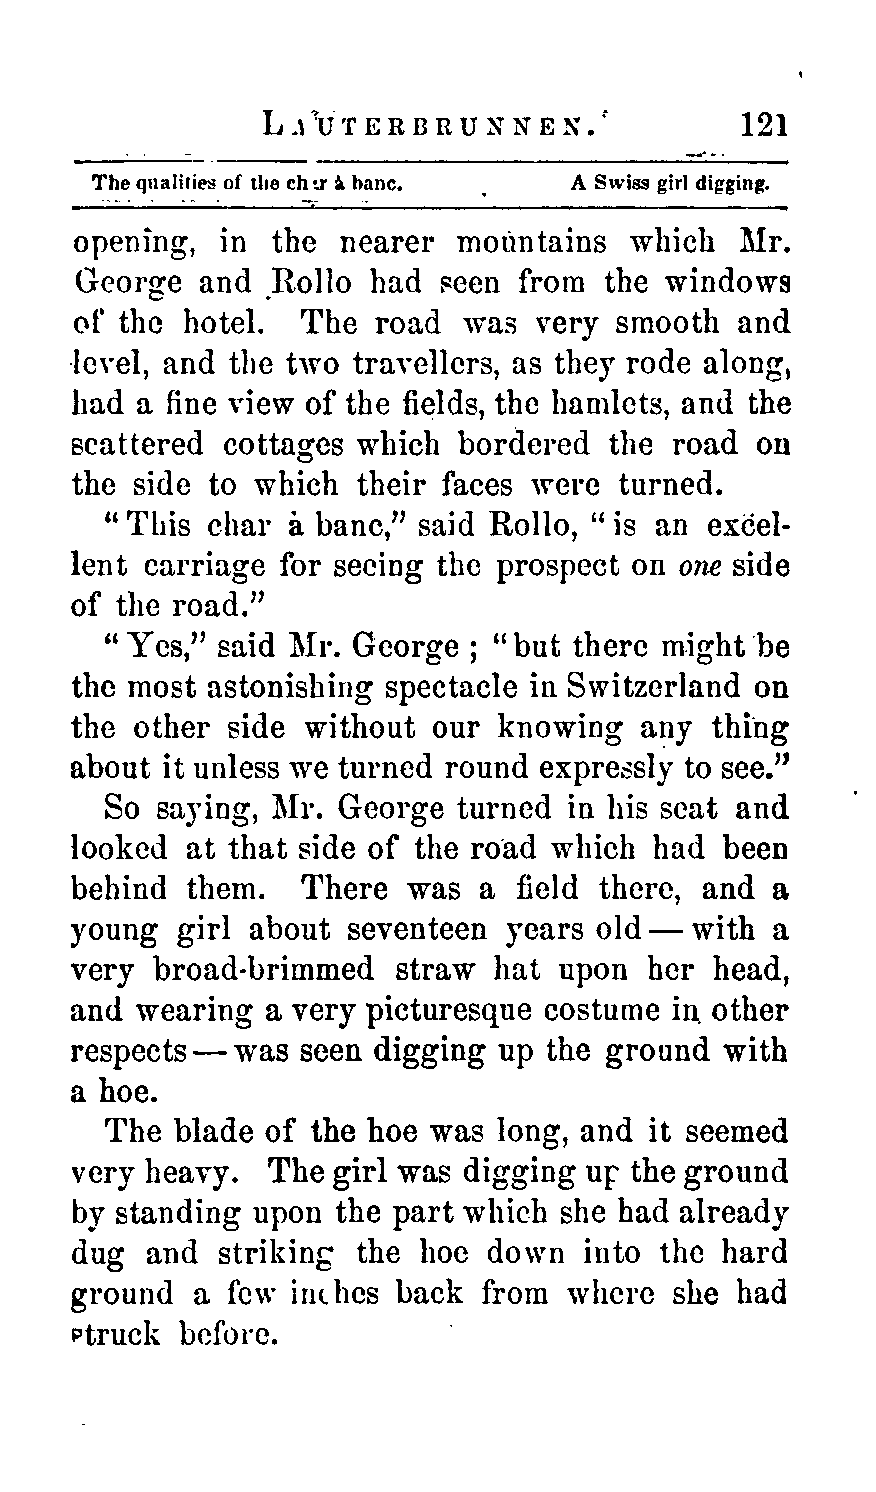 LAUTERBRUNNEN. 121
The qualities of the char à banc. A Swiss girl digging.
opening, in the nearer mountains which Mr.
George and Rollo had seen from the windows
of the hotel. The road was very smooth and
level, and the two travellers, as they rode along,
had a fine view of the fields, the hamlets, and the
scattered cottages which bordered the road on
the side to which their faces were turned.
“This char à banc,” said Rollo, “is an excel-
lent carriage for seeing the prospect on one side
of the road.”
“Yes,” said Mr. George; “but there might be
the most astonishing spectacle in Switzerland on
the other side without our knowing any thing
about it unless we turned round expressly to see.”
So saying, Mr. George turned in his seat and
looked at that side of the road which had been
behind them. There was a field there, and a
young girl about seventeen years old — with a
very broad-brimmed straw hat upon her head,
and wearing a very picturesque costume in other
respects — was seen digging up the ground with
a hoe.
The blade of the hoe was long, and it seemed
very heavy. The girl was digging up the ground
by standing upon the part which she had already
dug and striking the hoe down into the hard
ground a few inches back from where she had
struck before.